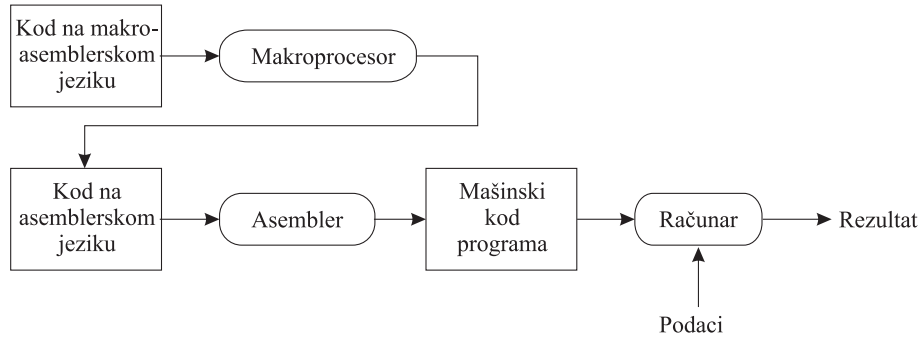 Kod na makro-
asemblerskom
jeziku
Makroprocesor
Kod na
asemblerskom
jeziku
Asembler
Mašinski
kod
programa
Računar
Rezultat
Podaci